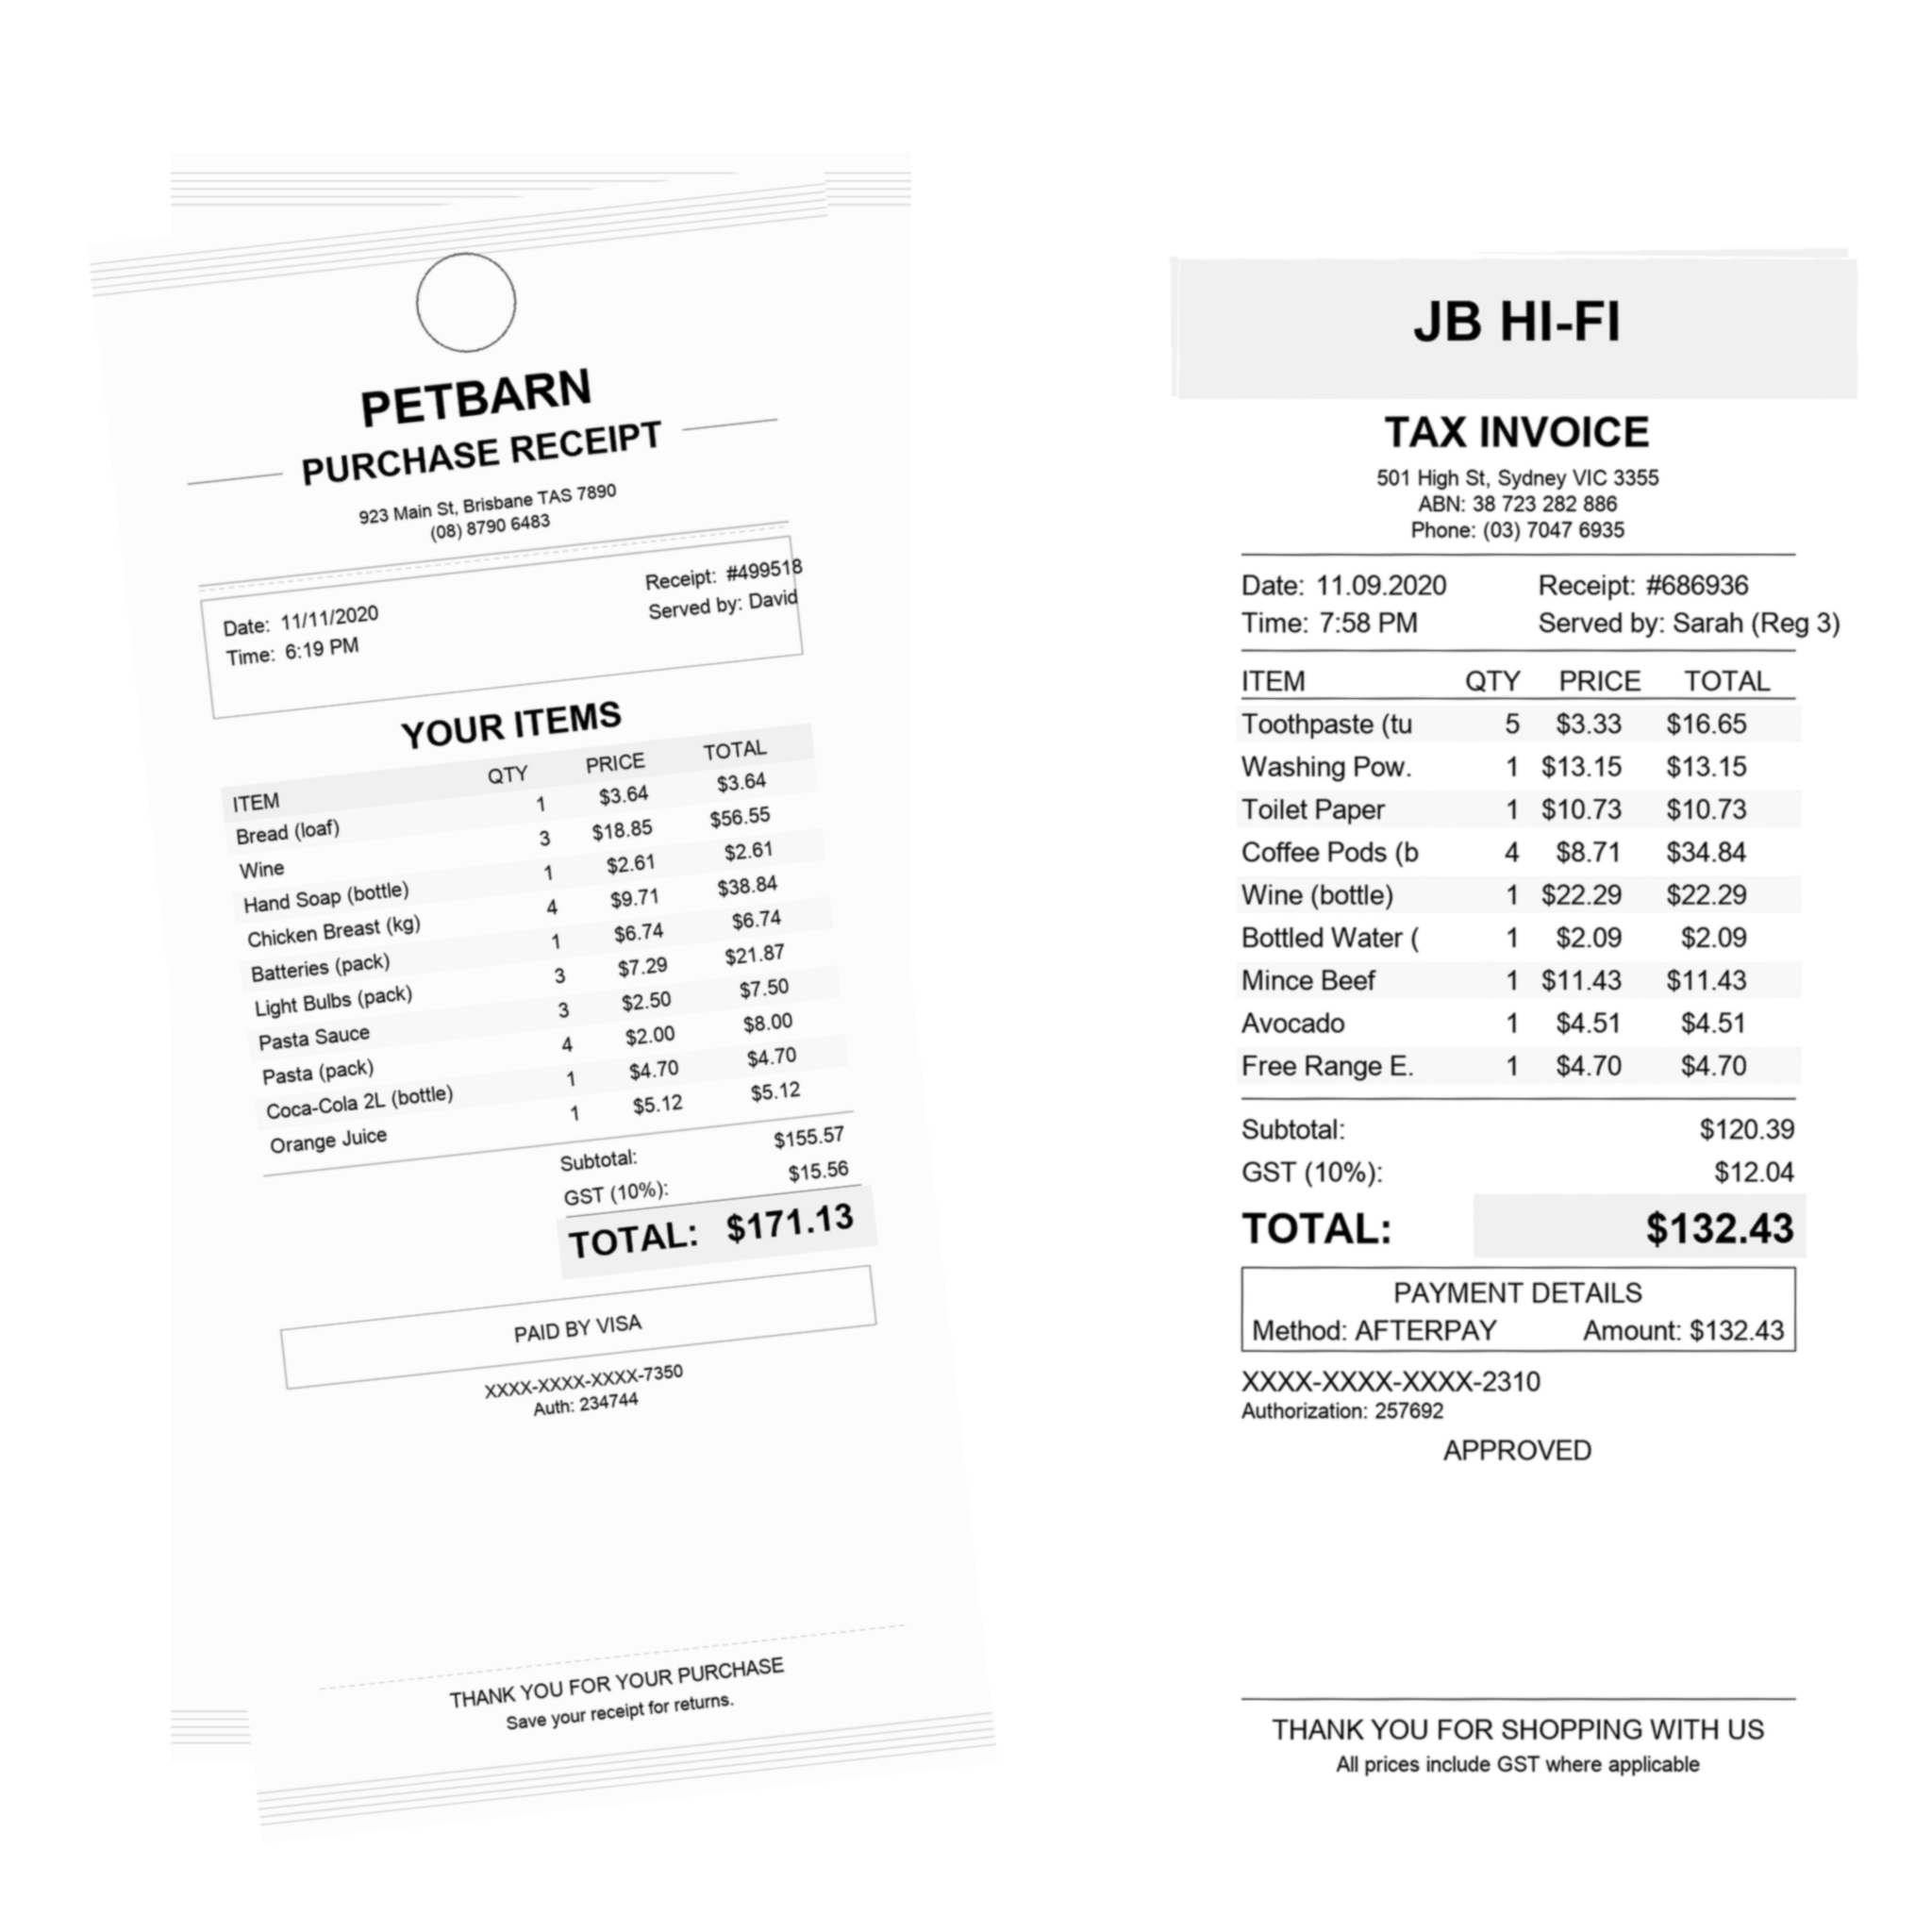 PETBARN
PURCHASE RECEIPT
923 Main St, Brisbane TAS 7890
(08) 8790 6483
Date: 11/11/2020 Receipt: #499518
Time: 6:19 PM Served by: David
YOUR ITEMS
ITEM QTY PRICE TOTAL
Bread (loaf) 1 $3.64 $3.64
Wine 3 $18.85 $56.55
Hand Soap (bottle) 1 $2.61 $2.61
Chicken Breast (kg) 4 $9.71 $38.84
Batteries (pack) 1 $6.74 $6.74
Light Bulbs (pack) 3 $7.29 $21.87
Pasta Sauce 3 $2.50 $7.50
Pasta (pack) 4 $2.00 $8.00
Coca-Cola 2L (bottle) 1 $4.70 $4.70
Orange Juice 1 $5.12 $5.12
Subtotal: $155.57
GST (10%): $15.56
TOTAL: $171.13
PAID BY VISA
XXXX-XXXX-XXXX-7350
Auth: 234744
THANK YOU FOR YOUR PURCHASE
Save your receipt for returns.
JB HI-FI
TAX INVOICE
501 High St, Sydney VIC 3355
ABN: 38 723 282 886
Phone: (03) 7047 6935
Date: 11.09.2020 Receipt: #686936
Time: 7:58 PM Served by: Sarah (Reg 3)
ITEM QTY PRICE TOTAL
Toothpaste (tu 5 $3.33 $16.65
Washing Pow. 1 $13.15 $13.15
Toilet Paper 1 $10.73 $10.73
Coffee Pods (b 4 $8.71 $34.84
Wine (bottle) 1 $22.29 $22.29
Bottled Water ( 1 $2.09 $2.09
Mince Beef 1 $11.43 $11.43
Avocado 1 $4.51 $4.51
Free Range E. 1 $4.70 $4.70
Subtotal: $120.39
GST (10%): $12.04
TOTAL: $132.43
PAYMENT DETAILS
Method: AFTERPAY Amount: $132.43
XXXX-XXXX-XXXX-2310
Authorization: 257692
APPROVED
THANK YOU FOR SHOPPING WITH US
All prices include GST where applicable